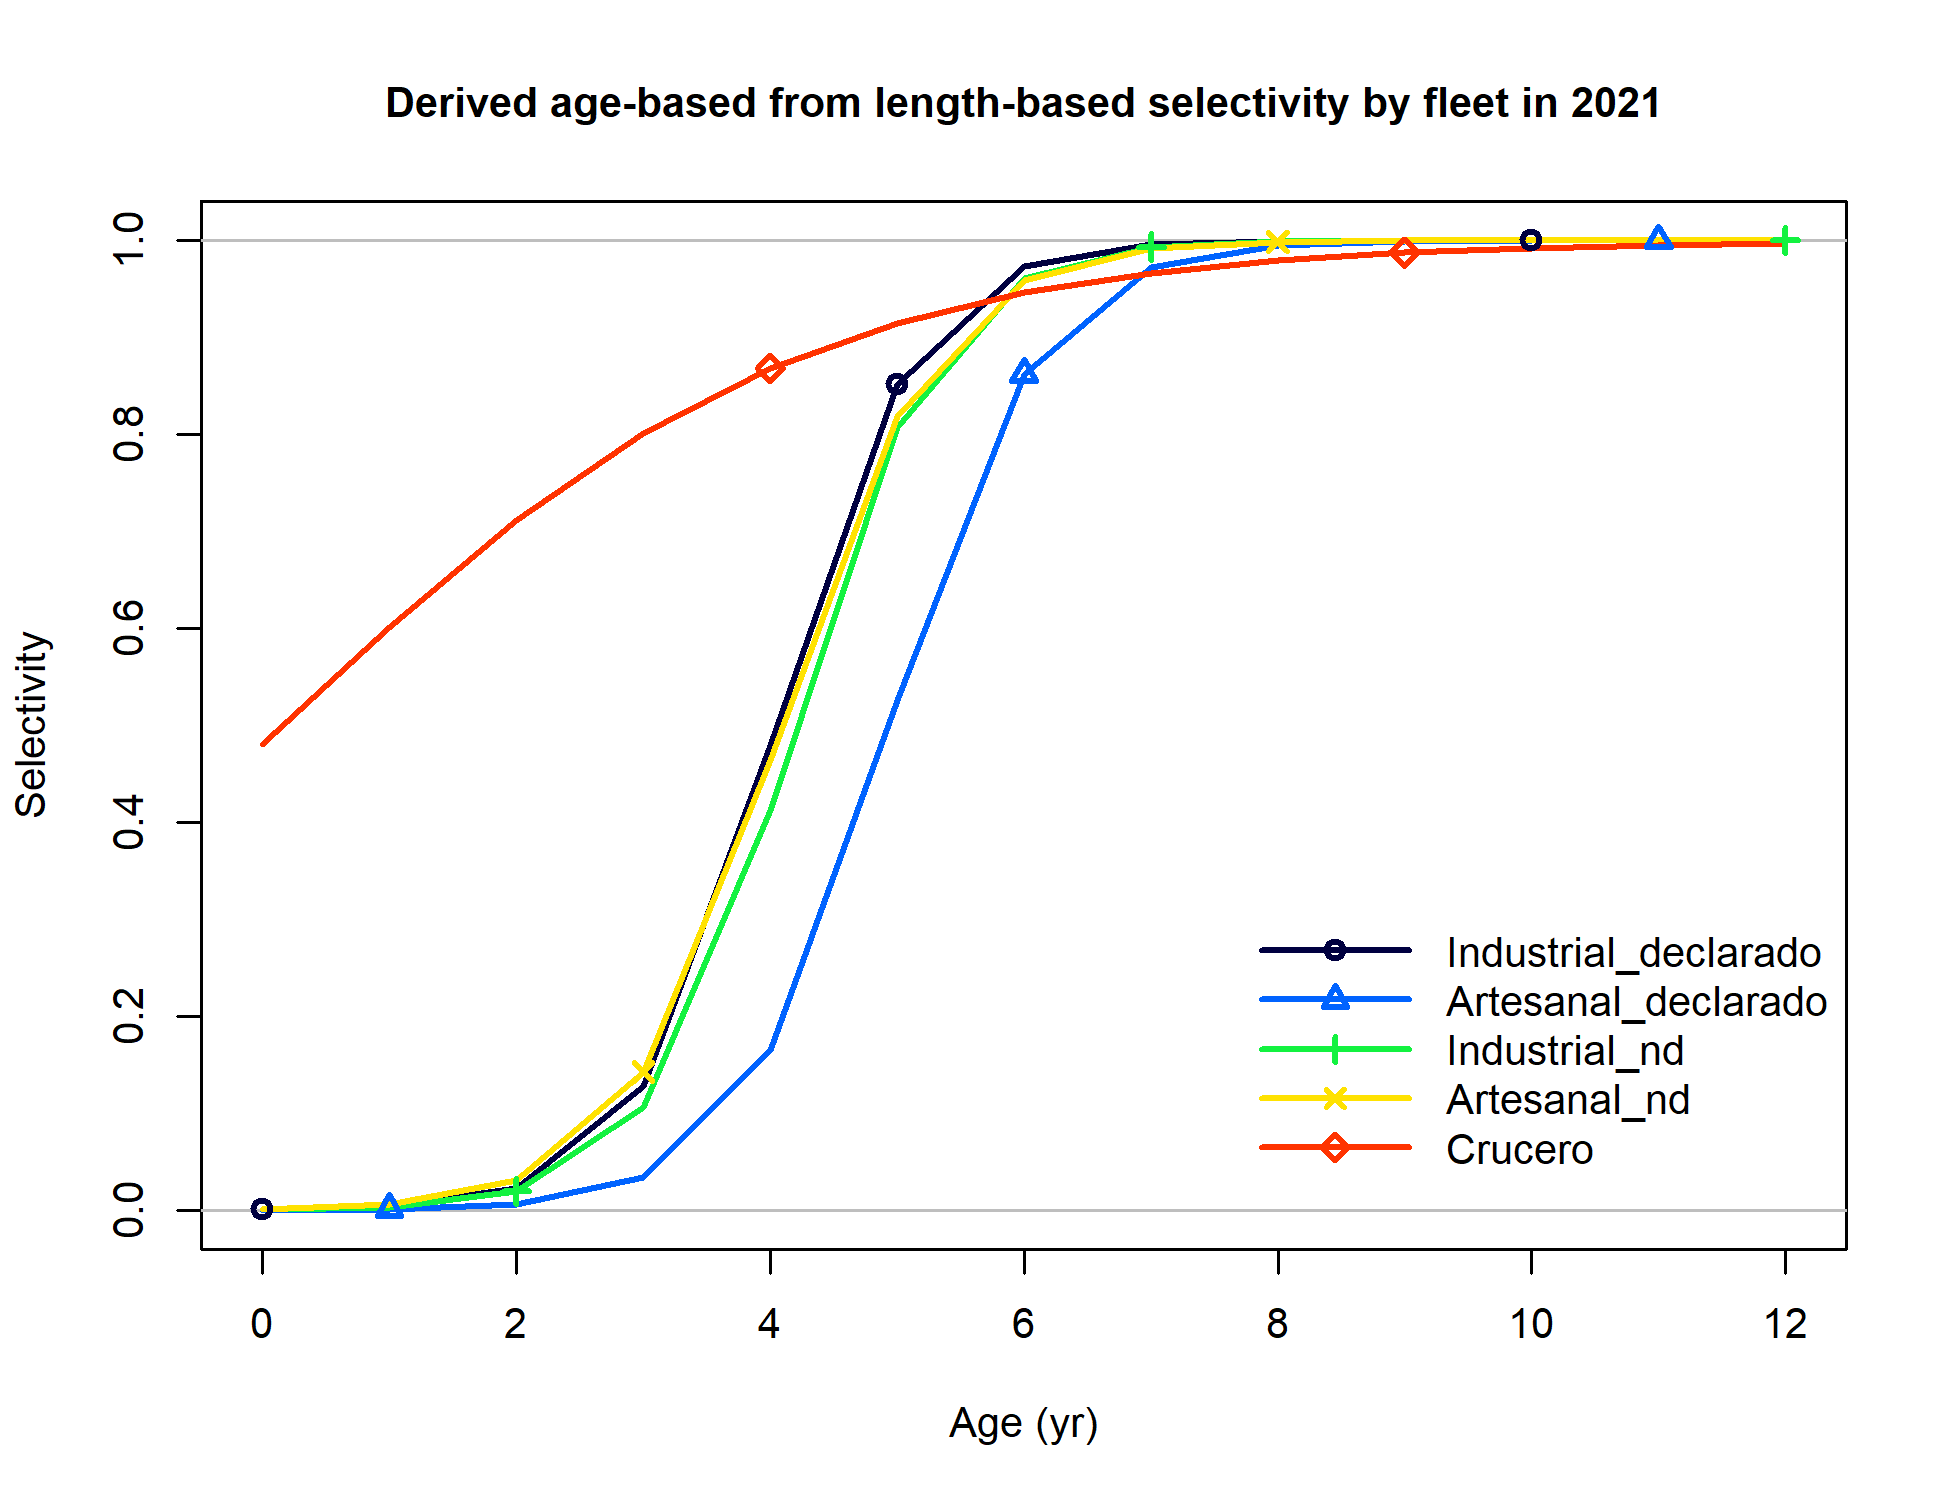 Derived age-based from length-based selectivity by fleet in 2021
Selectivity
1.0
0.8
0.6
0.4
0.2
0.0
Industrial_declarado
Artesanal_declarado
Industrial_nd
Artesanal_nd
Crucero
0 2 4 6 8 10 12
Age (yr)